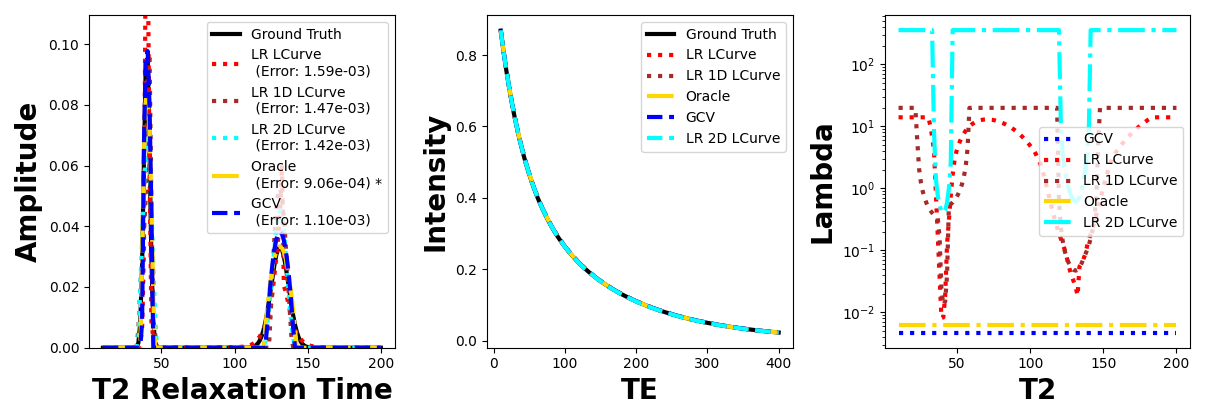 Amplitude
0.10
0.08
0.06
0.04
0.02
0.00
50
100
150
200
T2 Relaxation Time
Ground Truth
LR LCurve
(Error: 1.59e-03)
LR 1D LCurve
(Error: 1.47e-03)
LR 2D LCurve
(Error: 1.42e-03)
Oracle
(Error: 9.06e-04) *
GCV
(Error: 1.10e-03)
Intensity
0.8
0.6
0.4
0.2
0.0
0
100
200
300
400
TE
Ground Truth
LR LCurve
LR 1D LCurve
Oracle
GCV
LR 2D LCurve
Lambda
10²
10¹
10⁰
10⁻¹
10⁻²
50
100
150
200
T2
GCV
LR LCurve
LR 1D LCurve
Oracle
LR 2D LCurve